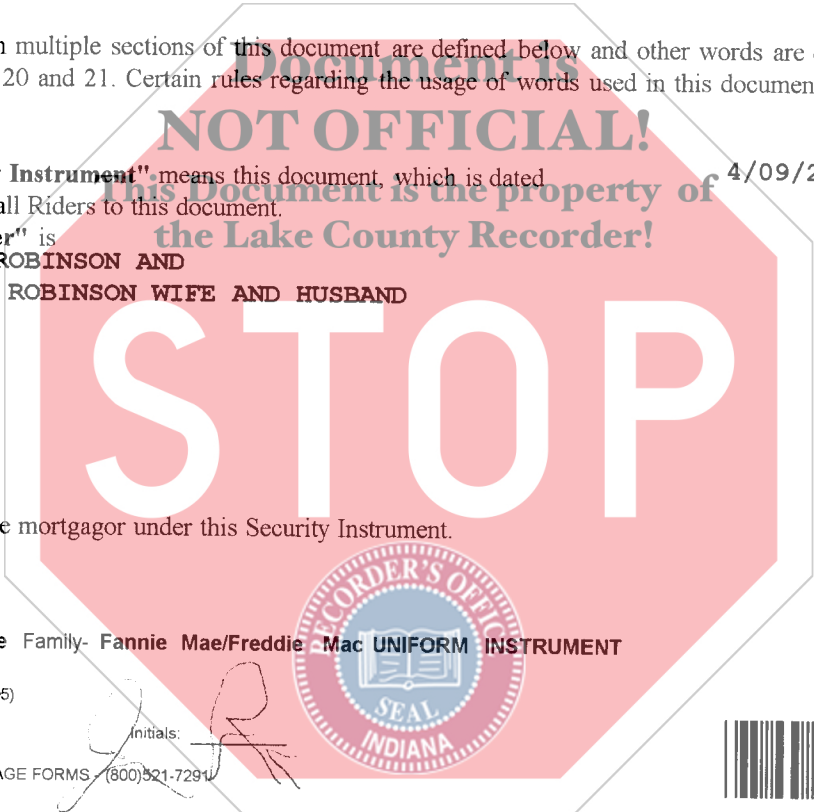 multiple sections of this document are defined below and other words are
Document is
20 and 21. Certain rules regarding the usage of words used in this documen
NOT OFFICIAL!
Instrument" means this document, which is dated 4/09/2
This Document is the property of
all Riders to this document.
er" is
the Lake County Recorder!
ROBINSON AND
ROBINSON WIFE AND HUSBAND
STOP
e mortgagor under this Security Instrument.
RECORDER'S OFFICE
e Family- Fannie Mae/Freddie Mac UNIFORM INSTRUMENT
5)
SEAL
Initials:
INDIANA
AGE FORMS - (800)521-7291